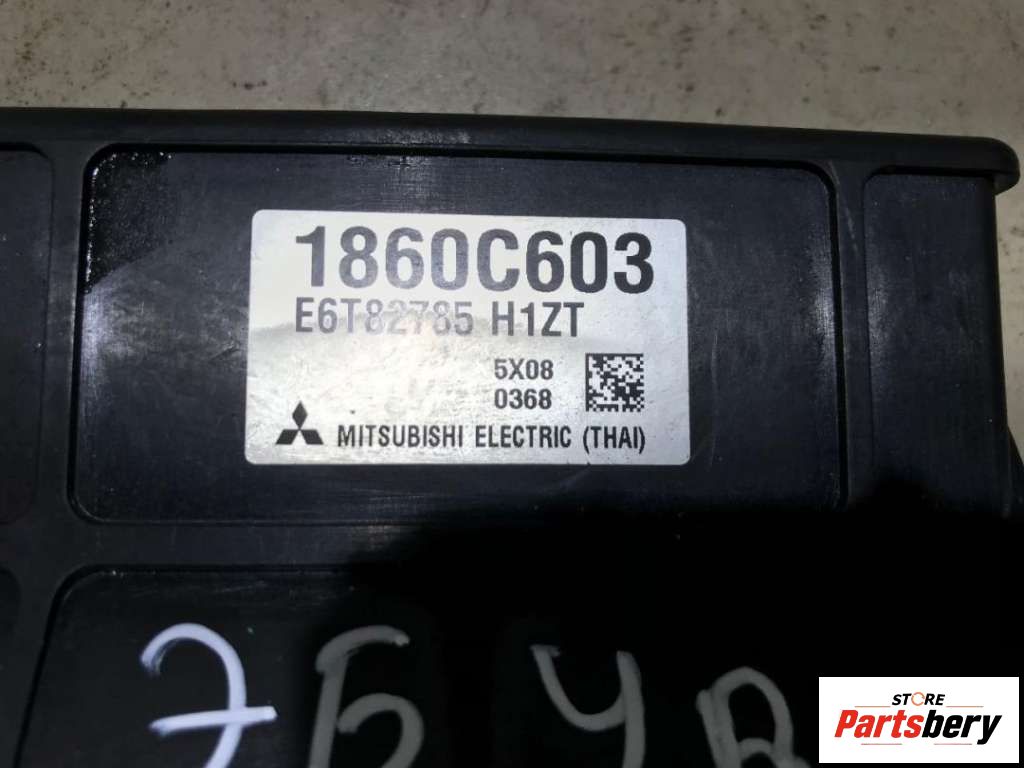 1860C603
E6T82785 H1ZT
5X08
0368
MITSUBISHI ELECTRIC (THAI)
STORE
Partsbery